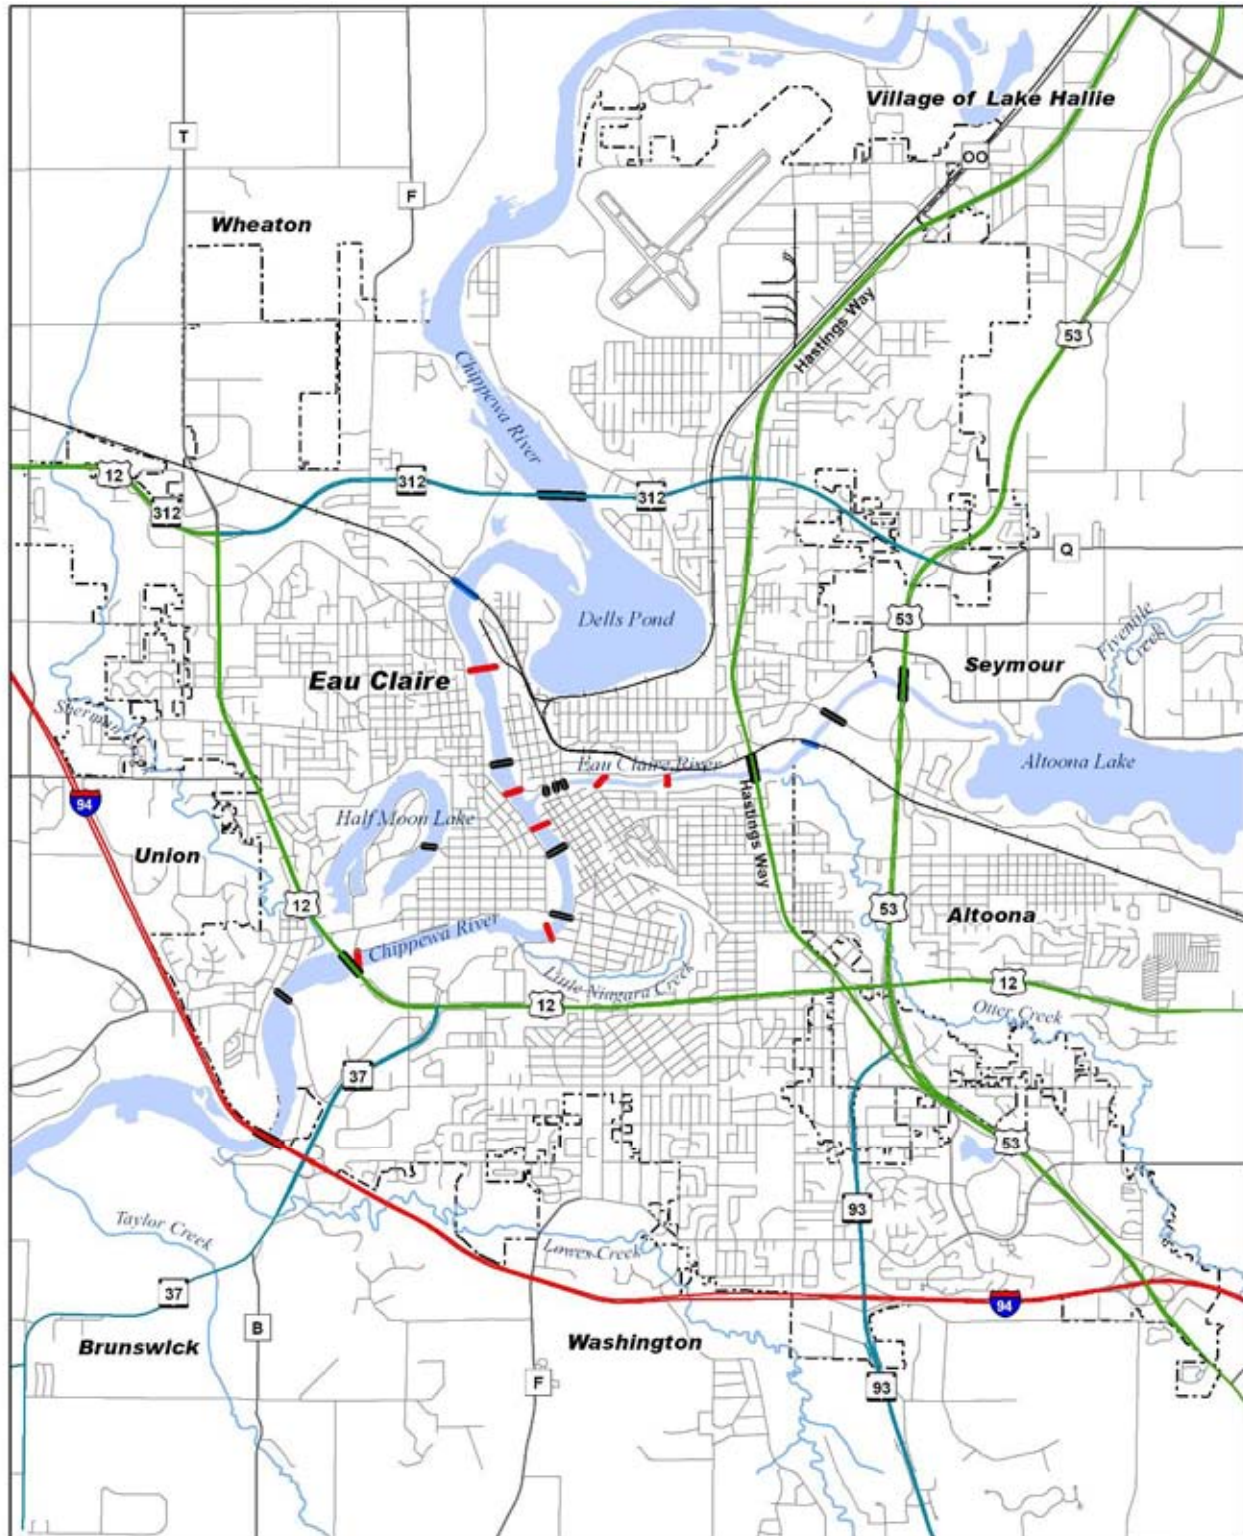 Village of Lake Hallie
T
OO
F
Wheaton
Hastings Way
53
Chippewa River
12
312
312
312
Q
53
Dells Pond
Fivemile
Creek
Seymour
Eau Claire
Sherman
Eau Claire River
Altoona Lake
94
Half Moon Lake
Hastings Way
Union
12
53
Altoona
Chippewa River
Little Niagara Creek
12
12
Otter Creek
37
53
93
Taylor Creek
Lowes Creek
37
94
B
Brunswick
Washington
F
93